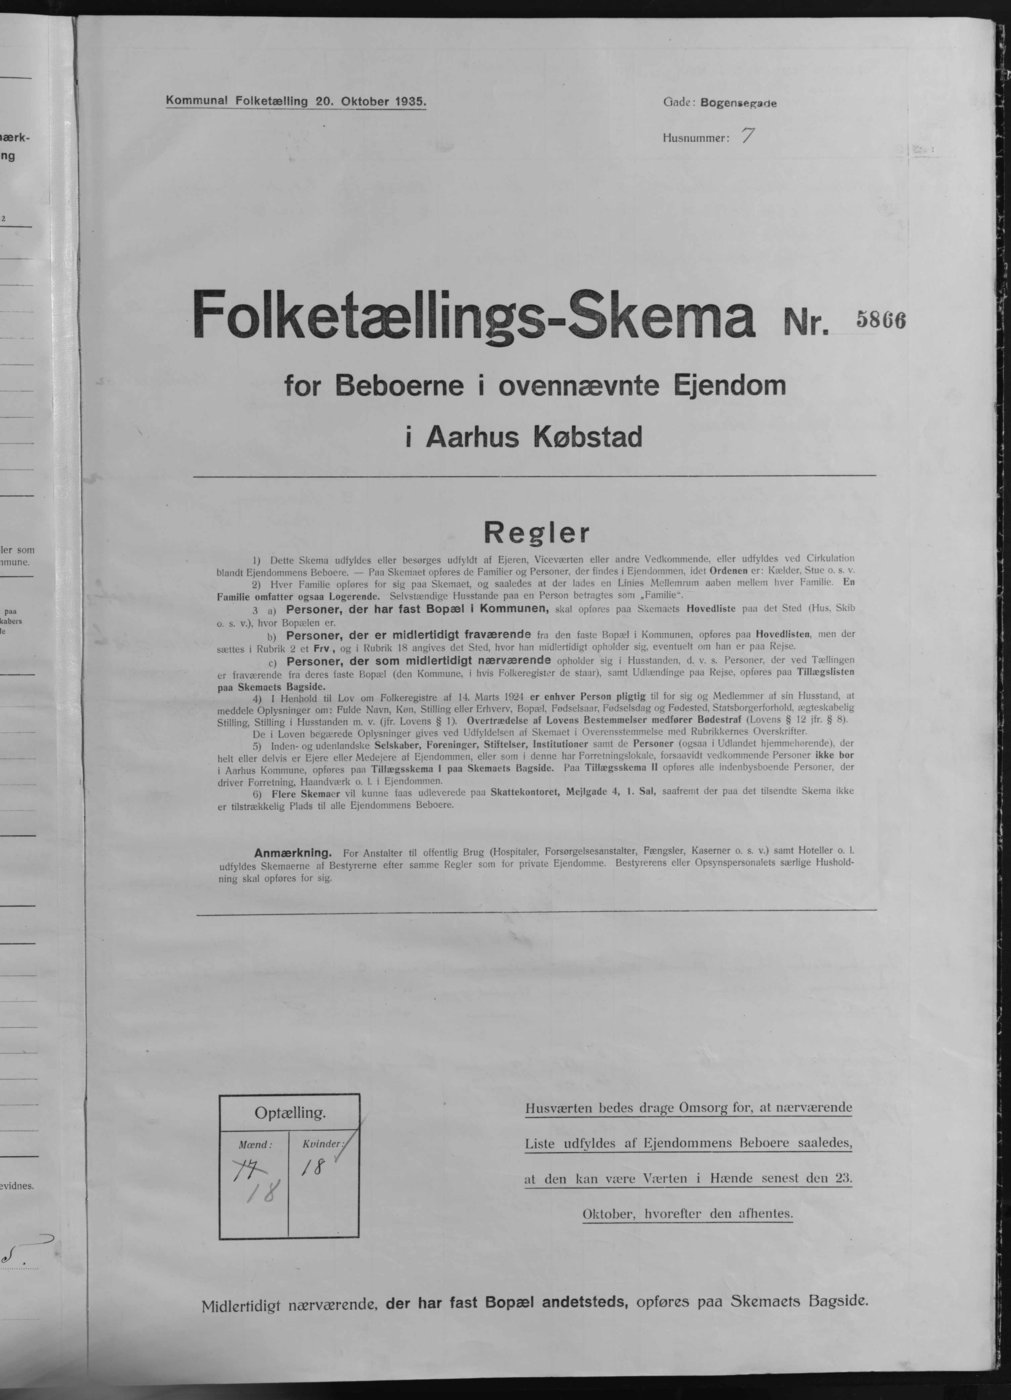 ærk-
ng
2
ler som
mmune.
paa
kabers
le
evidnes.
Kommunal Folketælling 20. Oktober 1935.
Gade: Bogensegade
Husnummer: 7
Folketællings-Skema Nr. 5866
for Beboerne i ovennævnte Ejendom
i Aarhus Købstad
Regler
1) Dette Skema udfyldes eller besørges udfyldt af Ejeren, Viceværten eller andre Vedkommende, eller udfyldes ved Cirkulation
blandt Ejendommens Beboere. — Paa Skemaet opføres de Familier og Personer, der findes i Ejendommen, idet Ordenen er: Kælder, Stue o. s. v.
2) Hver Familie opføres for sig paa Skemaet, og saaledes at der lades en Linies Mellemrum aaben mellem hver Familie. En
Familie omfatter ogsaa Logerende. Selvstændige Husstande paa en Person betragtes som „Familie“.
3 a) Personer, der har fast Bopæl i Kommunen, skal opføres paa Skemaets Hovedliste paa det Sted (Hus, Skib
o. s. v.), hvor Bopælen er.
b) Personer, der er midlertidigt fraværende fra den faste Bopæl i Kommunen, opføres paa Hovedlisten, men der
sættes i Rubrik 2 et Frv., og i Rubrik 18 angives det Sted, hvor han midlertidigt opholder sig, eventuelt om han er paa Rejse.
c) Personer, der som midlertidigt nærværende opholder sig i Husstanden, d. v. s. Personer, der ved Tællingen
er fraværende fra deres faste Bopæl (den Kommune, i hvis Folkeregister de staar), samt Udlændinge paa Rejse, opføres paa Tillægslisten
paa Skemaets Bagside.
4) I Henhold til Lov om Folkeregistre af 14. Marts 1924 er enhver Person pligtig til for sig og Medlemmer af sin Husstand, at
meddele Oplysninger om: Fulde Navn, Køn, Stilling eller Erhverv, Bopæl, Fødselsaar, Fødselsdag og Fødested, Statsborgerforhold, ægteskabelig
Stilling, Stilling i Husstanden m. v. (jfr. Lovens § 1). Overtrædelse af Lovens Bestemmelser medfører Bødestraf (Lovens § 12 jfr. § 8).
De i Loven begærede Oplysninger gives ved Udfyldelsen af Skemaet i Overensstemmelse med Rubrikkernes Overskrifter.
5) Inden- og udenlandske Selskaber, Foreninger, Stiftelser, Institutioner samt de Personer (ogsaa i Udlandet hjemmehørende), der
helt eller delvis er Ejere eller Medejere af Ejendommen, eller som i denne har Forretningslokale, forsaavidt vedkommende Personer ikke bor
i Aarhus Kommune, opføres paa Tillægsskema I paa Skemaets Bagside. Paa Tillægsskema II opføres alle indenbysboende Personer, der
driver Forretning, Haandværk o. l. i Ejendommen.
6) Flere Skemaer vil kunne faas udleverede paa Skattekontoret, Mejlgade 4, 1. Sal, saafremt der paa det tilsendte Skema ikke
er tilstrækkelig Plads til alle Ejendommens Beboere.
Anmærkning. For Anstalter til offentlig Brug (Hospitaler, Forsørgelsesanstalter, Fængsler, Kaserner o. s. v.) samt Hoteller o. l.
udfyldes Skemaerne af Bestyrerne efter samme Regler som for private Ejendomme. Bestyrerens eller Opsynspersonalets særlige Hushold-
ning skal opføres for sig.
Optælling.
Mænd: Kvinder:
17 18
18
Husværten bedes drage Omsorg for, at nærværende
Liste udfyldes af Ejendommens Beboere saaledes,
at den kan være Værten i Hænde senest den 23.
Oktober, hvorefter den afhentes.
Midlertidigt nærværende, der har fast Bopæl andetsteds, opføres paa Skemaets Bagside.